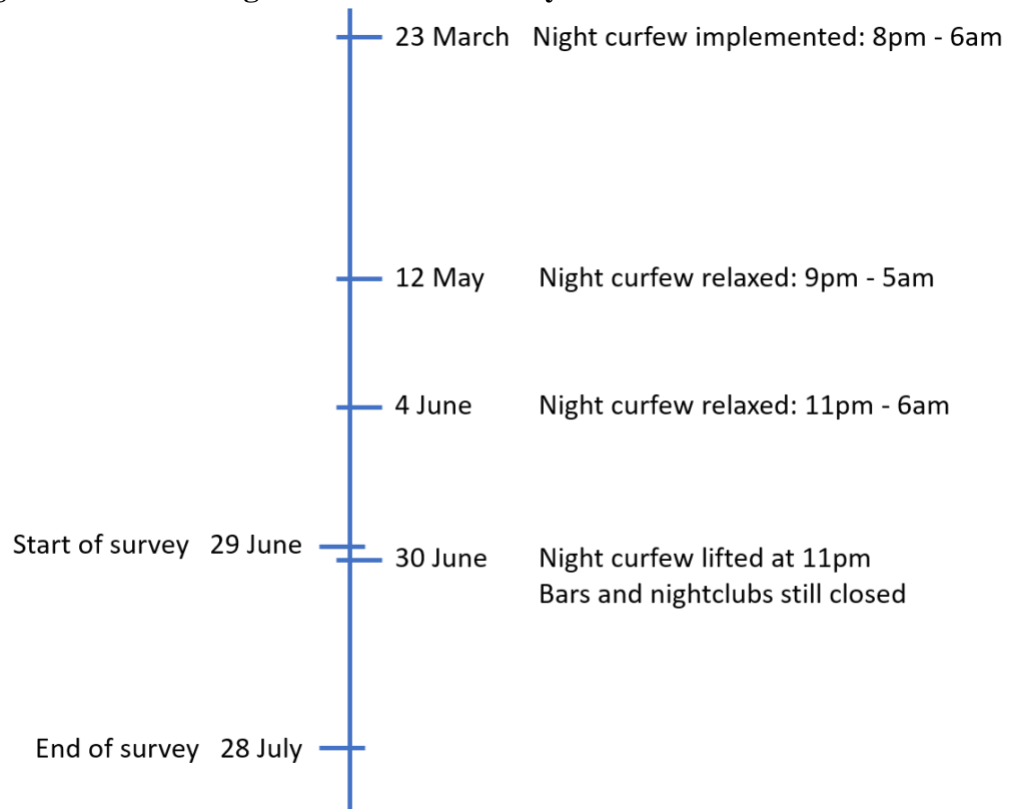 23 March Night curfew implemented: 8pm - 6am
12 May Night curfew relaxed: 9pm - 5am
4 June Night curfew relaxed: 11pm - 6am
Start of survey 29 June
30 June Night curfew lifted at 11pm
Bars and nightclubs still closed
End of survey 28 July